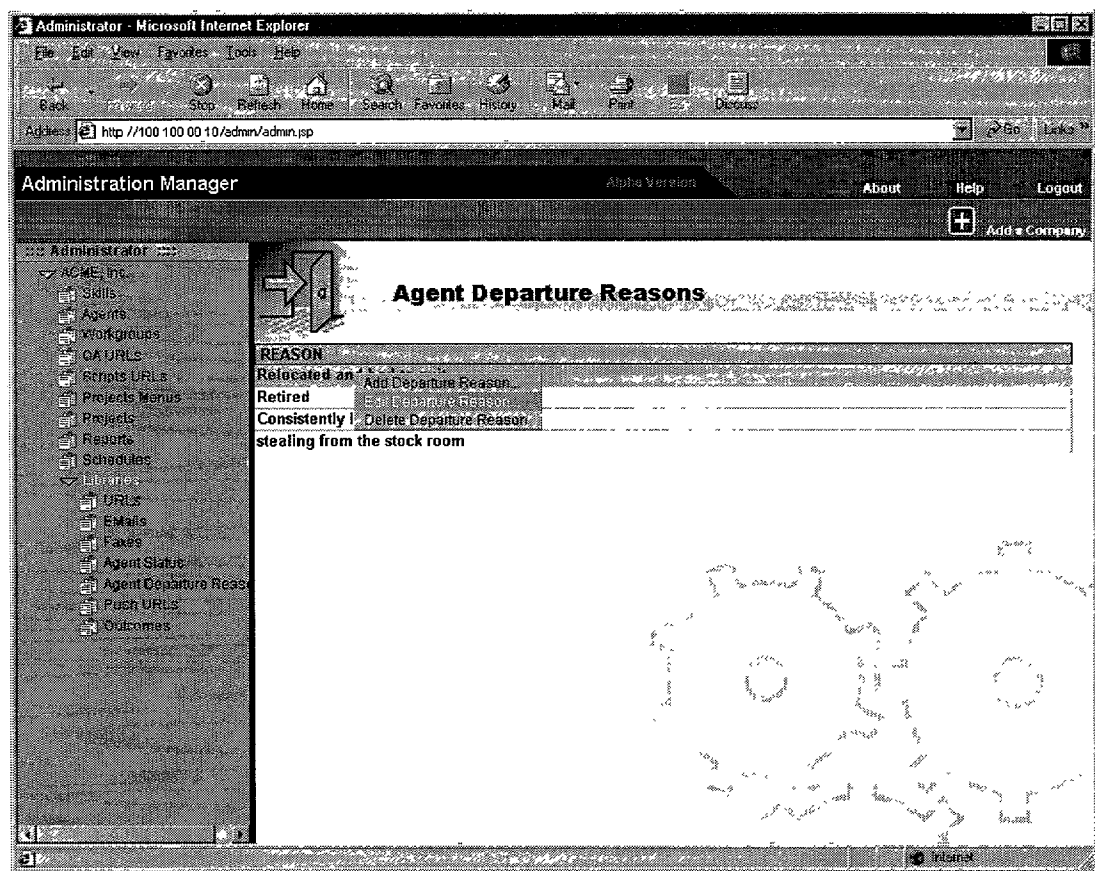 Administrator - Microsoft Internet Explorer
File Edit View Favorites Tools Help
Back Forward Stop Refresh Home Search Favorites History Mail Print Discuss
Address http //100 100 00 10/admin/admin.jsp Go Links »
Administration Manager Alpha Version About Help Logout
Add a Company
:::: Administrator ::::
ACME, Inc.
Skills
Agents
Workgroups
QA URLs
Scripts URLs
Projects Menus
Projects
Reports
Schedules
Libraries
URLs
EMails
Faxes
Agent Status
Agent Departure Reaso
Push URLs
Outcomes
Agent Departure Reasons
REASON
Relocated an
Retired
Consistently l
stealing from the stock room
Add Departure Reason...
Edit Departure Reason...
Delete Departure Reason
Internet